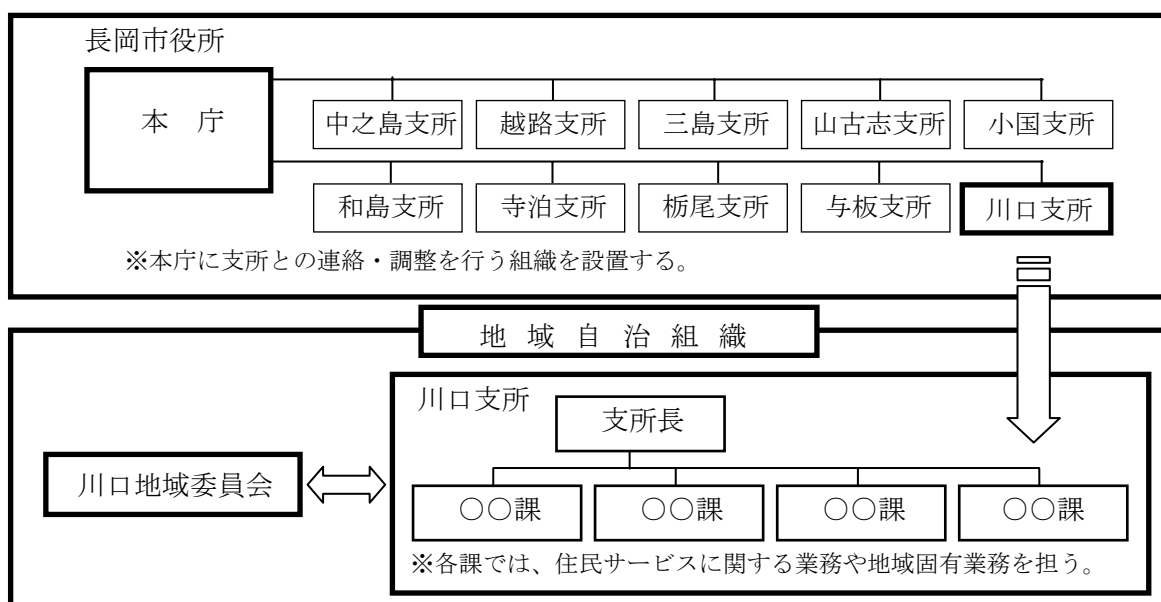 長岡市役所
本 庁
中之島支所 越路支所 三島支所 山古志支所 小国支所
和島支所 寺泊支所 栃尾支所 与板支所 川口支所
※本庁に支所との連絡・調整を行う組織を設置する。
地 域 自 治 組 織
川口支所
支所長
川口地域委員会
○○課 ○○課 ○○課 ○○課
※各課では、住民サービスに関する業務や地域固有業務を担う。